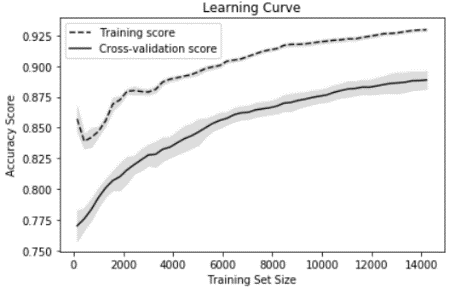 Learning Curve
Training score
Cross-validation score
Accuracy Score
0.925
0.900
0.875
0.850
0.825
0.800
0.775
0.750
0 2000 4000 6000 8000 10000 12000 14000
Training Set Size